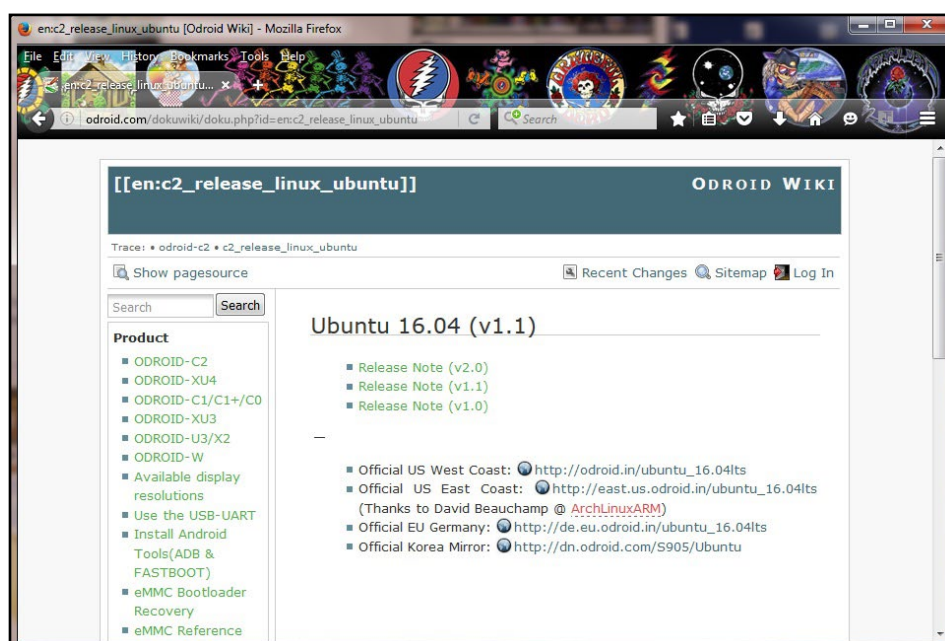 en:c2_release_linux_ubuntu [Odroid Wiki] - Mozilla Firefox
File Edit View History Bookmarks Tools Help
en:c2_release_linux_ubuntu...
odroid.com/dokuwiki/doku.php?id=en:c2_release_linux_ubuntu
Search
[[en:c2_release_linux_ubuntu]]
ODROID WIKI
Trace: • odroid-c2 • c2_release_linux_ubuntu
Show pagesource
Recent Changes Sitemap Log In
Search Search
Product
ODROID-C2
ODROID-XU4
ODROID-C1/C1+/C0
ODROID-XU3
ODROID-U3/X2
ODROID-W
Available display
resolutions
Use the USB-UART
Install Android
Tools(ADB &
FASTBOOT)
eMMC Bootloader
Recovery
eMMC Reference
Ubuntu 16.04 (v1.1)
Release Note (v2.0)
Release Note (v1.1)
Release Note (v1.0)
—
Official US West Coast: http://odroid.in/ubuntu_16.04lts
Official US East Coast: http://east.us.odroid.in/ubuntu_16.04lts
(Thanks to David Beauchamp @ ArchLinuxARM)
Official EU Germany: http://de.eu.odroid.in/ubuntu_16.04lts
Official Korea Mirror: http://dn.odroid.com/S905/Ubuntu